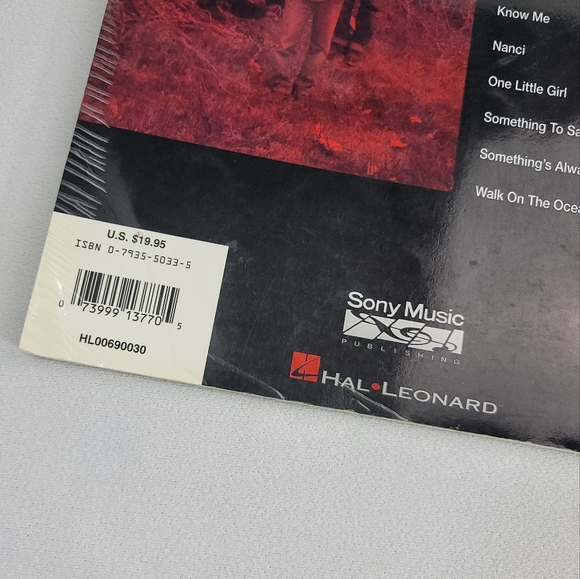 Know Me
Nanci
One Little Girl
Something To Sa
Something's Alwa
Walk On The Ocea
U.S. $19.95
ISBN 0-7935-5033-5
0 73999 13770 5
HL00690030
Sony Music
PUBLISHING
HAL•LEONARD™